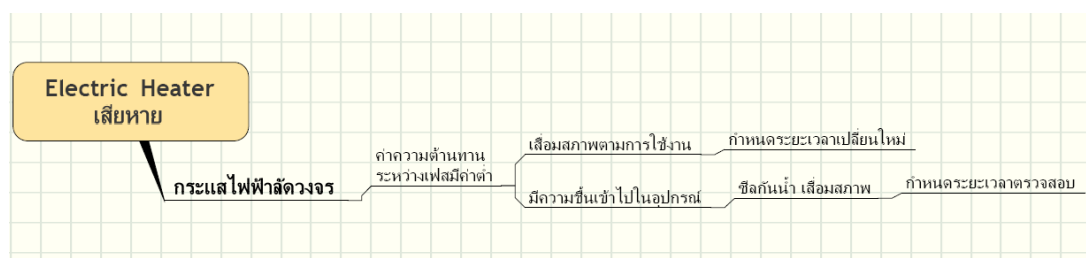 Electric Heater
เสียหาย
กระแสไฟฟ้าลัดวงจร
ค่าความต้านทาน
ระหว่างเฟสมีค่าต่ำ
เสื่อมสภาพตามการใช้งาน
กำหนดระยะเวลาเปลี่ยนใหม่
มีความชื้นเข้าไปในอุปกรณ์
ซีลกันน้ำ เสื่อมสภาพ
กำหนดระยะเวลาตรวจสอบ